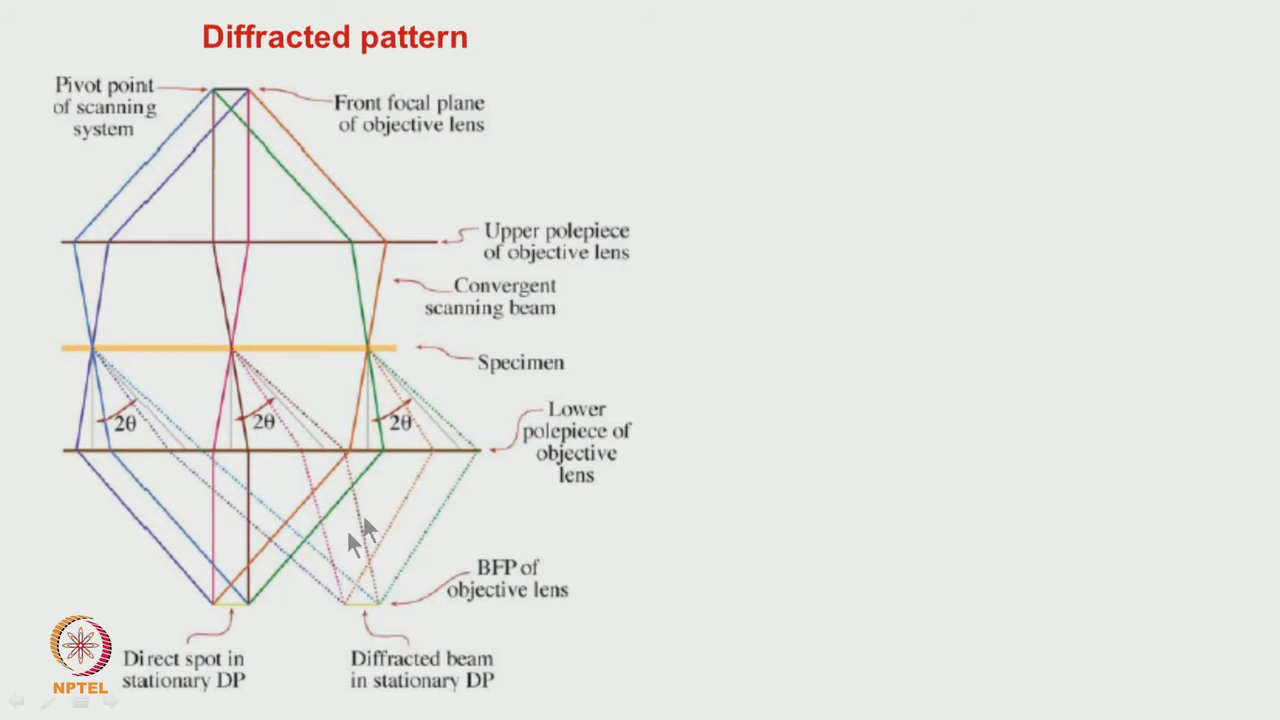 Diffracted pattern
Pivot point
of scanning
system
Front focal plane
of objective lens
Upper polepiece
of objective lens
Convergent
scanning beam
Specimen
2θ
2θ
2θ
Lower
polepiece of
objective
lens
BFP of
objective lens
Direct spot in
stationary DP
Diffracted beam
in stationary DP
NPTEL